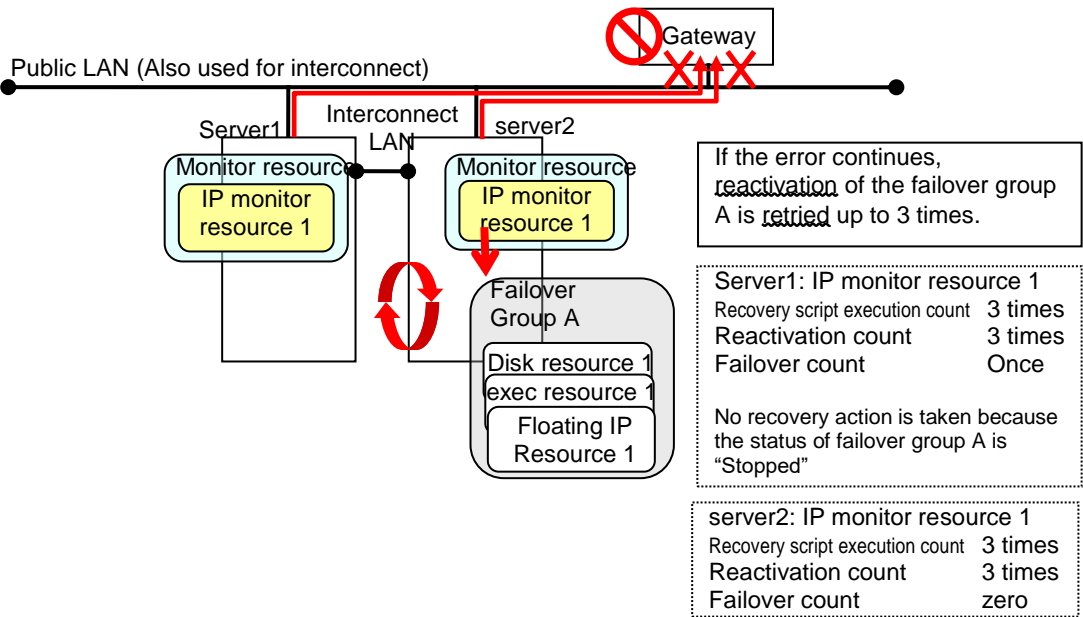 Gateway
Public LAN (Also used for interconnect)
Interconnect
LAN
Server1
server2
Monitor resource
IP monitor
resource 1
Monitor resource
IP monitor
resource 1
Failover
Group A
Disk resource 1
exec resource 1
Floating IP
Resource 1
If the error continues,
reactivation of the failover group
A is retried up to 3 times.
Server1: IP monitor resource 1
Recovery script execution count 3 times
Reactivation count 3 times
Failover count Once
No recovery action is taken because
the status of failover group A is
“Stopped”
server2: IP monitor resource 1
Recovery script execution count 3 times
Reactivation count 3 times
Failover count zero